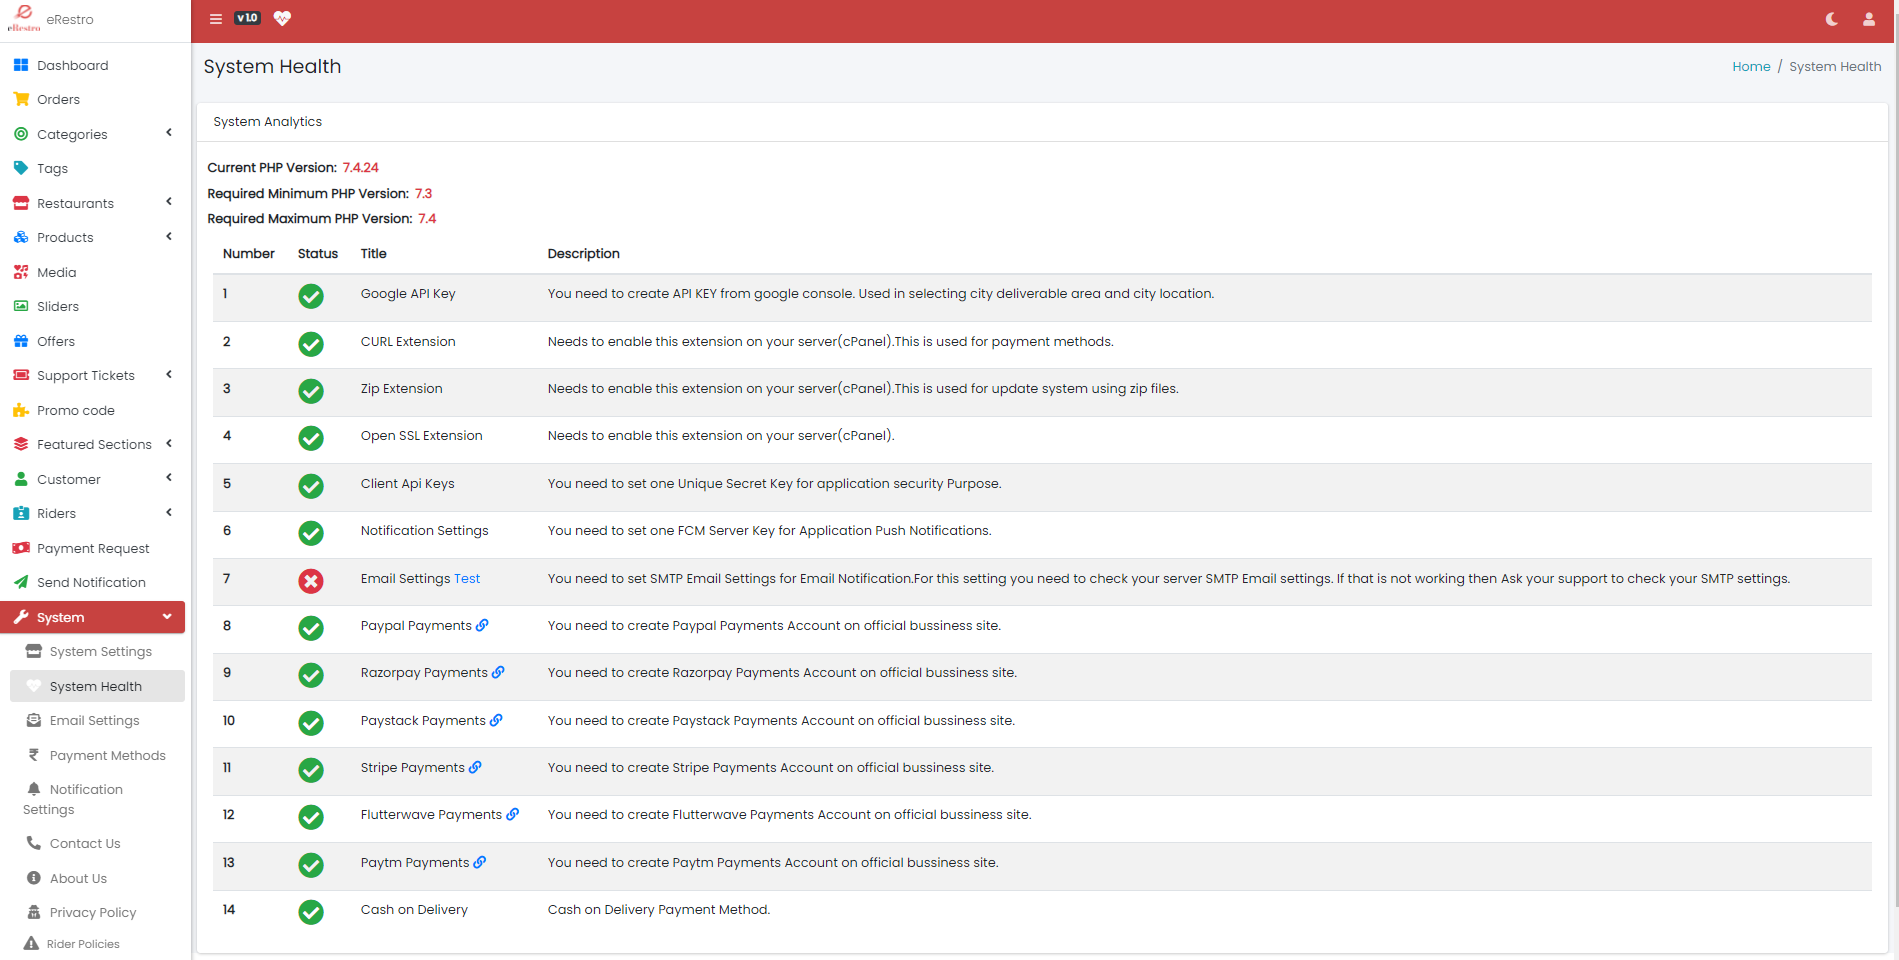 eRestro
eRestro
v 1.0
Dashboard
Orders
Categories
Tags
Restaurants
Products
Media
Sliders
Offers
Support Tickets
Promo code
Featured Sections
Customer
Riders
Payment Request
Send Notification
System
System Settings
System Health
Email Settings
Payment Methods
Notification
Settings
Contact Us
About Us
Privacy Policy
Rider Policies
System Health
Home / System Health
System Analytics
Current PHP Version: 7.4.24
Required Minimum PHP Version: 7.3
Required Maximum PHP Version: 7.4
Number Status Title Description
1 Google API Key You need to create API KEY from google console. Used in selecting city deliverable area and city location.
2 CURL Extension Needs to enable this extension on your server(cPanel).This is used for payment methods.
3 Zip Extension Needs to enable this extension on your server(cPanel).This is used for update system using zip files.
4 Open SSL Extension Needs to enable this extension on your server(cPanel).
5 Client Api Keys You need to set one Unique Secret Key for application security Purpose.
6 Notification Settings You need to set one FCM Server Key for Application Push Notifications.
7 Email Settings Test You need to set SMTP Email Settings for Email Notification.For this setting you need to check your server SMTP Email settings. If that is not working then Ask your support to check your SMTP settings.
8 Paypal Payments You need to create Paypal Payments Account on official bussiness site.
9 Razorpay Payments You need to create Razorpay Payments Account on official bussiness site.
10 Paystack Payments You need to create Paystack Payments Account on official bussiness site.
11 Stripe Payments You need to create Stripe Payments Account on official bussiness site.
12 Flutterwave Payments You need to create Flutterwave Payments Account on official bussiness site.
13 Paytm Payments You need to create Paytm Payments Account on official bussiness site.
14 Cash on Delivery Cash on Delivery Payment Method.